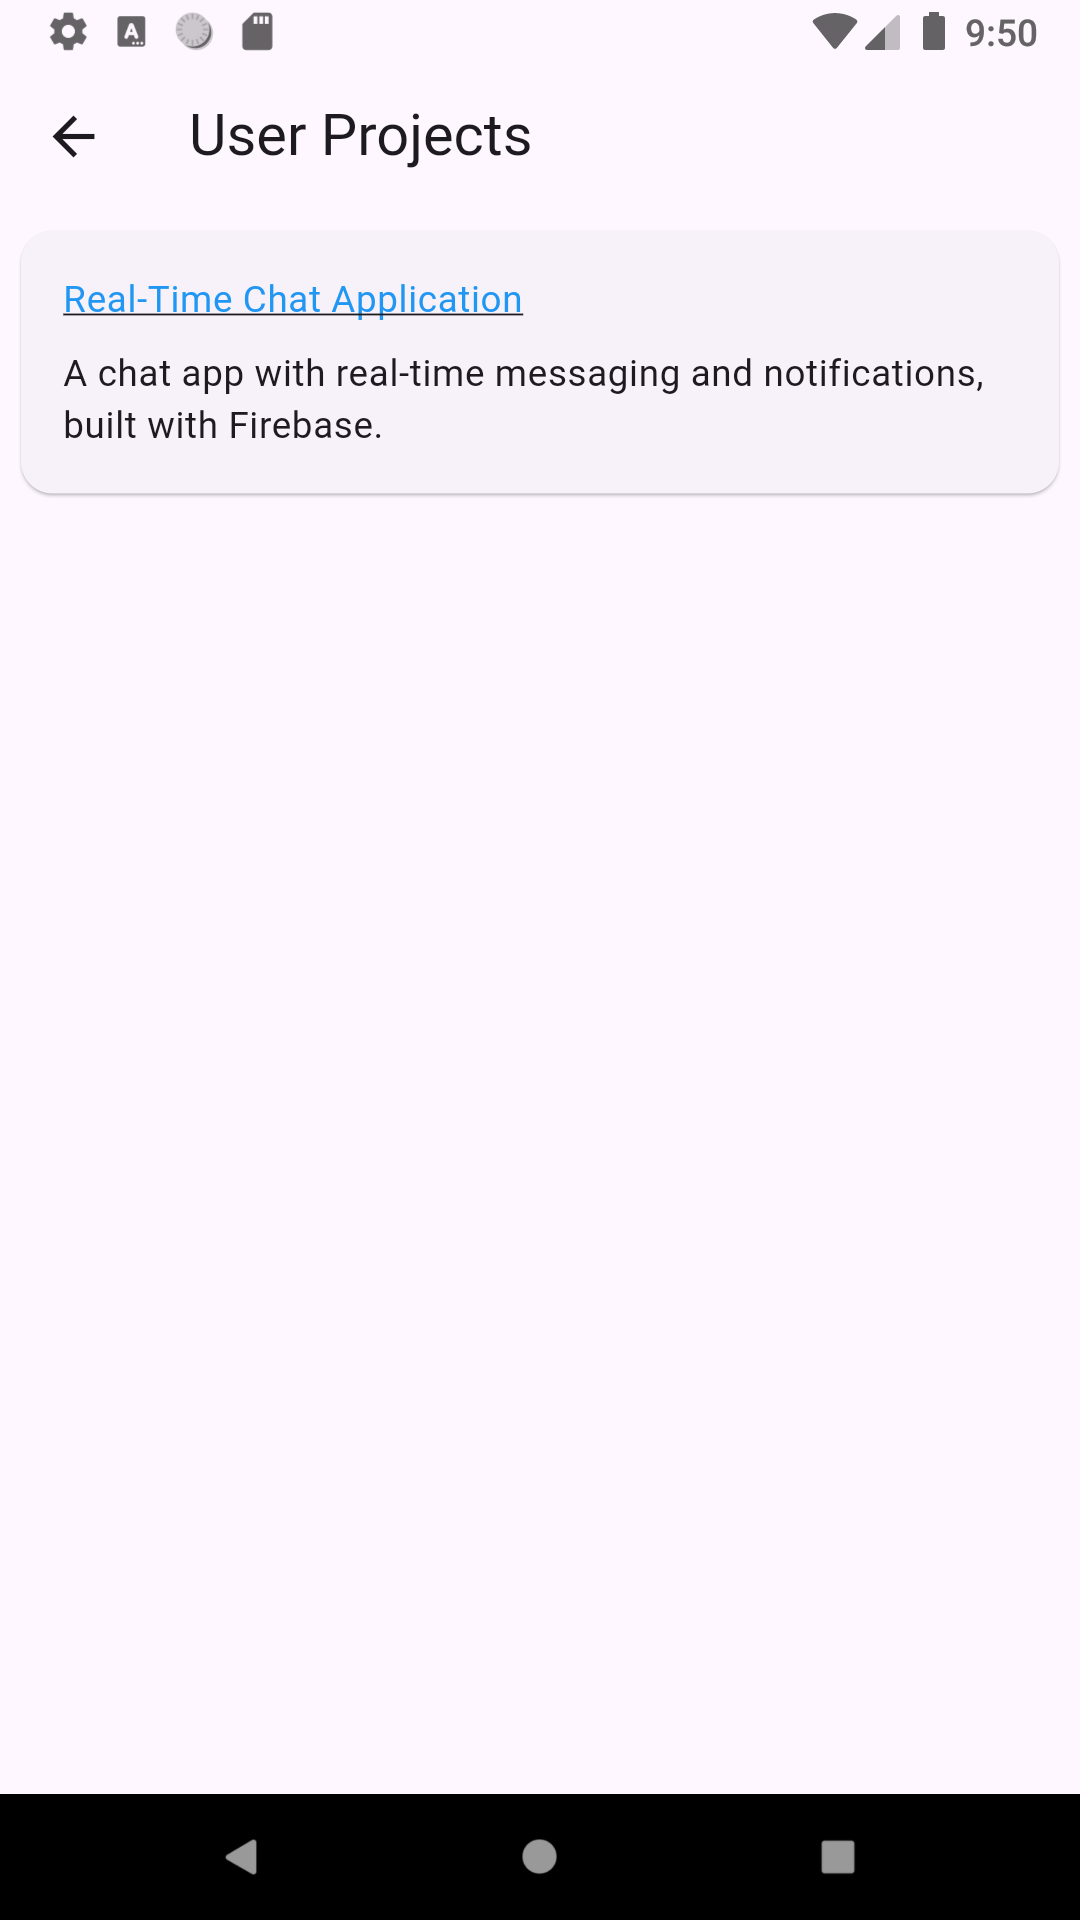 9:50
User Projects
Real-Time Chat Application
A chat app with real-time messaging and notifications,
built with Firebase.